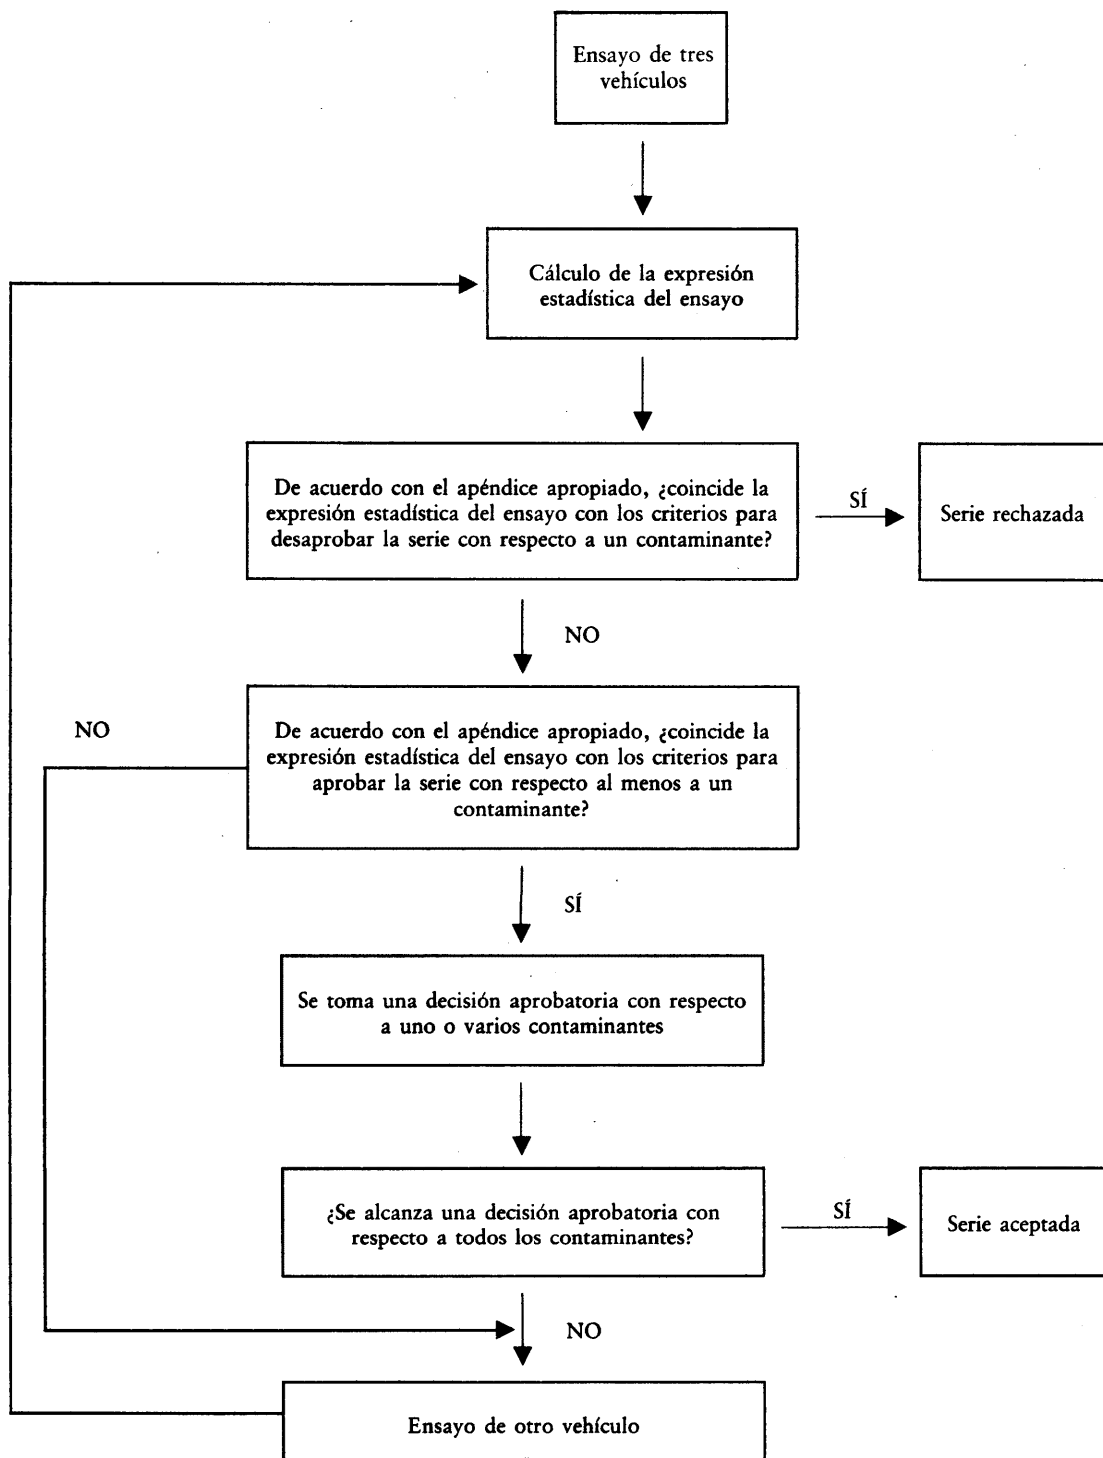 Ensayo de tres
vehículos
Cálculo de la expresión
estadística del ensayo
De acuerdo con el apéndice apropiado, ¿coincide la
expresión estadística del ensayo con los criterios para
desaprobar la serie con respecto a un contaminante?
SÍ
Serie rechazada
NO
De acuerdo con el apéndice apropiado, ¿coincide la
expresión estadística del ensayo con los criterios para
aprobar la serie con respecto al menos a un
contaminante?
NO
SÍ
Se toma una decisión aprobatoria con respecto
a uno o varios contaminantes
¿Se alcanza una decisión aprobatoria con
respecto a todos los contaminantes?
SÍ
Serie aceptada
NO
Ensayo de otro vehículo